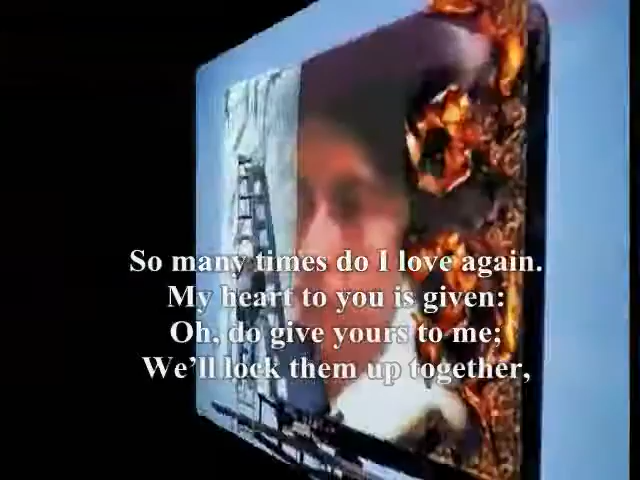 So many times do I love again.
My heart to you is given:
Oh, do give yours to me;
We'll lock them up together,